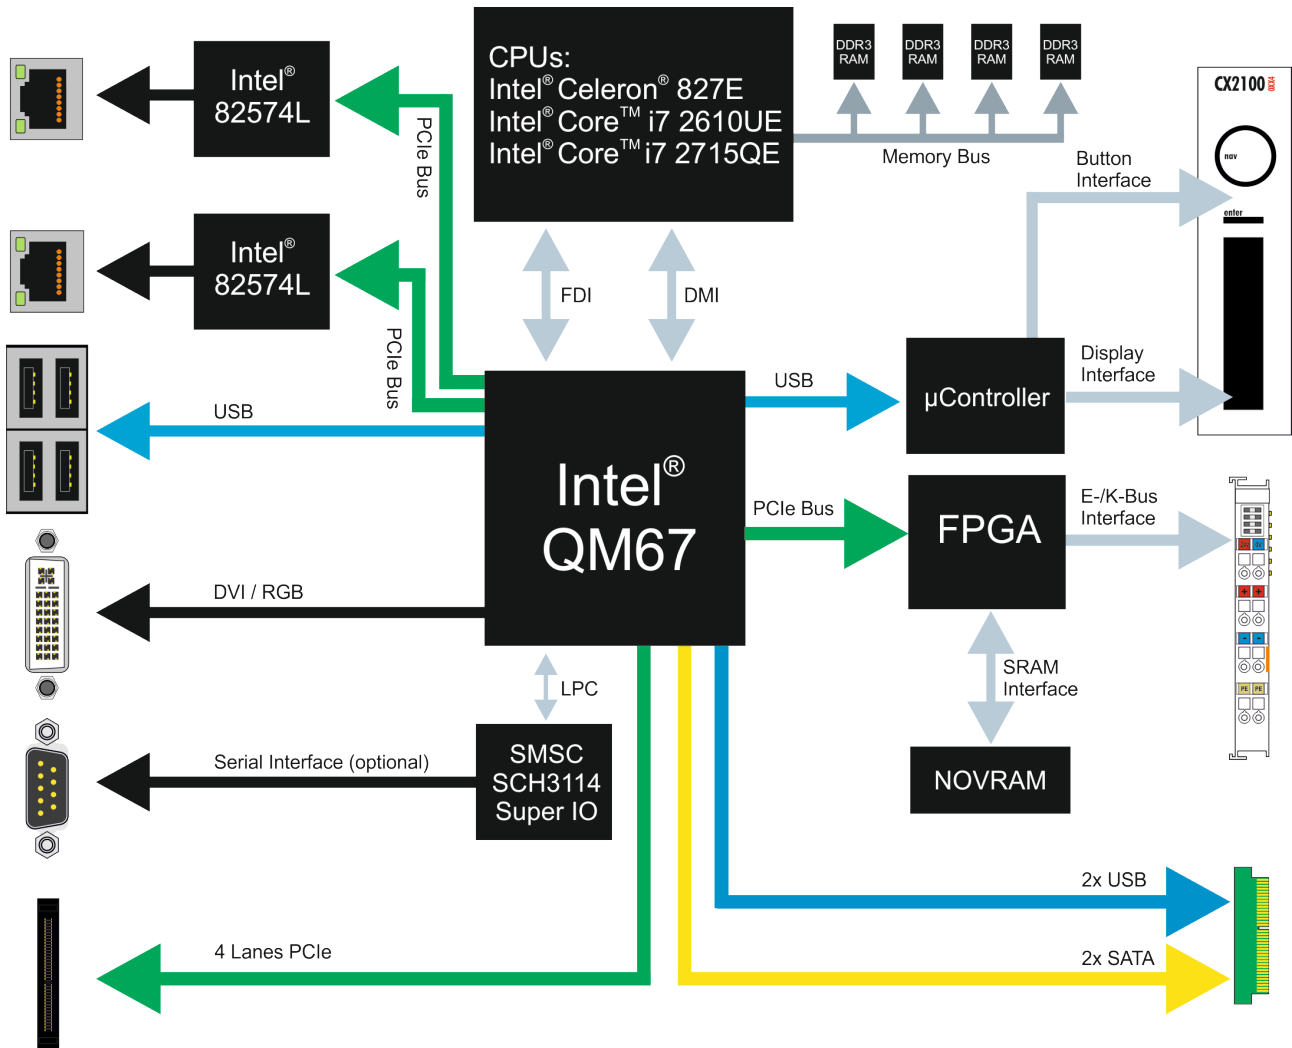 Intel®
82574L
PCIe Bus
CPUs:
Intel® Celeron® 827E
Intel® Core™ i7 2610UE
Intel® Core™ i7 2715QE
DDR3
RAM
DDR3
RAM
DDR3
RAM
DDR3
RAM
Memory Bus
CX2100
Button
Interface
nav
enter
Intel®
82574L
PCIe Bus
FDI
DMI
USB
USB
µController
Display
Interface
Intel®
QM67
PCIe Bus
FPGA
E-/K-Bus
Interface
DVI / RGB
SRAM
Interface
NOVRAM
+ +
- -
PE PE
LPC
Serial Interface (optional)
SMSC
SCH3114
Super IO
2x USB
4 Lanes PCIe
2x SATA